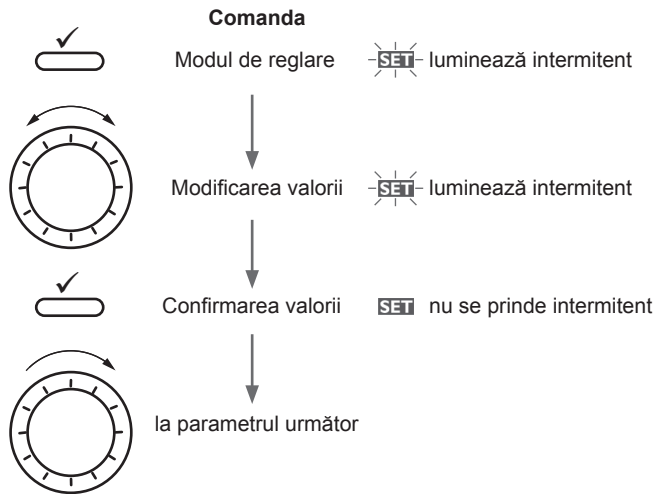 Comanda
Modul de reglare SET luminează intermitent
Modificarea valorii SET luminează intermitent
Confirmarea valorii SET nu se prinde intermitent
la parametrul următor